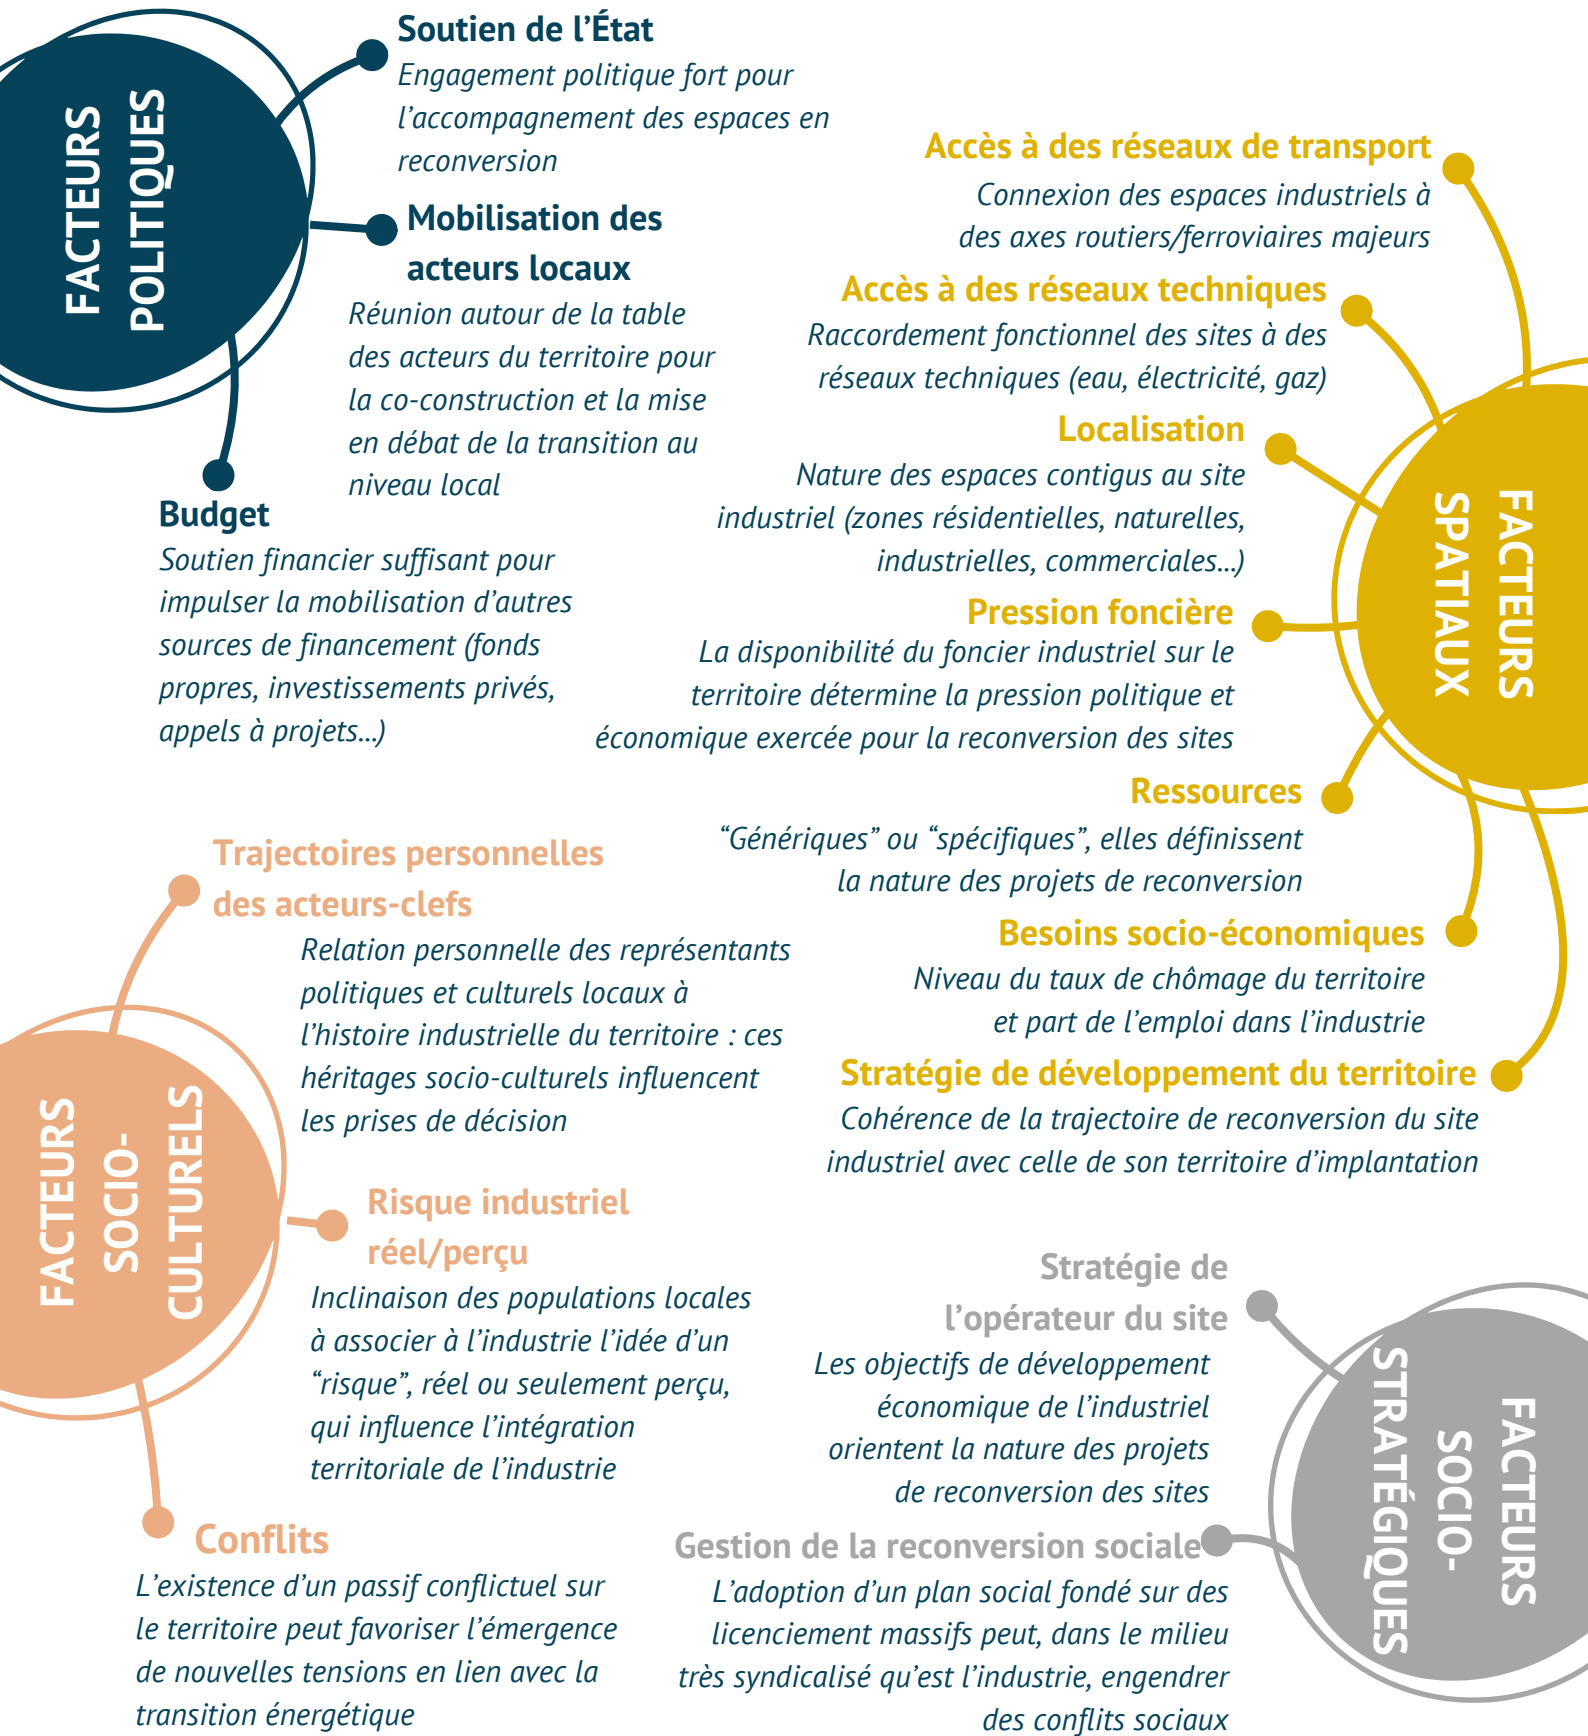 FACTEURS
POLITIQUES
Soutien de l’État
Engagement politique fort pour
l’accompagnement des espaces en
reconversion
Mobilisation des
acteurs locaux
Réunion autour de la table
des acteurs du territoire pour
la co-construction et la mise
en débat de la transition au
niveau local
Budget
Soutien financier suffisant pour
impulser la mobilisation d’autres
sources de financement (fonds
propres, investissements privés,
appels à projets...)
FACTEURS
SPATIAUX
Accès à des réseaux de transport
Connexion des espaces industriels à
des axes routiers/ferroviaires majeurs
Accès à des réseaux techniques
Raccordement fonctionnel des sites à des
réseaux techniques (eau, électricité, gaz)
Localisation
Nature des espaces contigus au site
industriel (zones résidentielles, naturelles,
industrielles, commerciales...)
Pression foncière
La disponibilité du foncier industriel sur le
territoire détermine la pression politique et
économique exercée pour la reconversion des sites
Ressources
“Génériques” ou “spécifiques”, elles définissent
la nature des projets de reconversion
Besoins socio-économiques
Niveau du taux de chômage du territoire
et part de l’emploi dans l’industrie
Stratégie de développement du territoire
Cohérence de la trajectoire de reconversion du site
industriel avec celle de son territoire d’implantation
FACTEURS
SOCIO-
CULTURELS
Trajectoires personnelles
des acteurs-clefs
Relation personnelle des représentants
politiques et culturels locaux à
l’histoire industrielle du territoire : ces
héritages socio-culturels influencent
les prises de décision
Risque industriel
réel/perçu
Inclinaison des populations locales
à associer à l’industrie l’idée d’un
“risque”, réel ou seulement perçu,
qui influence l’intégration
territoriale de l’industrie
Conflits
L’existence d’un passif conflictuel sur
le territoire peut favoriser l’émergence
de nouvelles tensions en lien avec la
transition énergétique
FACTEURS
SOCIO-
STRATÉGIQUES
Stratégie de
l’opérateur du site
Les objectifs de développement
économique de l’industriel
orientent la nature des projets
de reconversion des sites
Gestion de la reconversion sociale
L’adoption d’un plan social fondé sur des
licenciement massifs peut, dans le milieu
très syndicalisé qu’est l’industrie, engendrer
des conflits sociaux